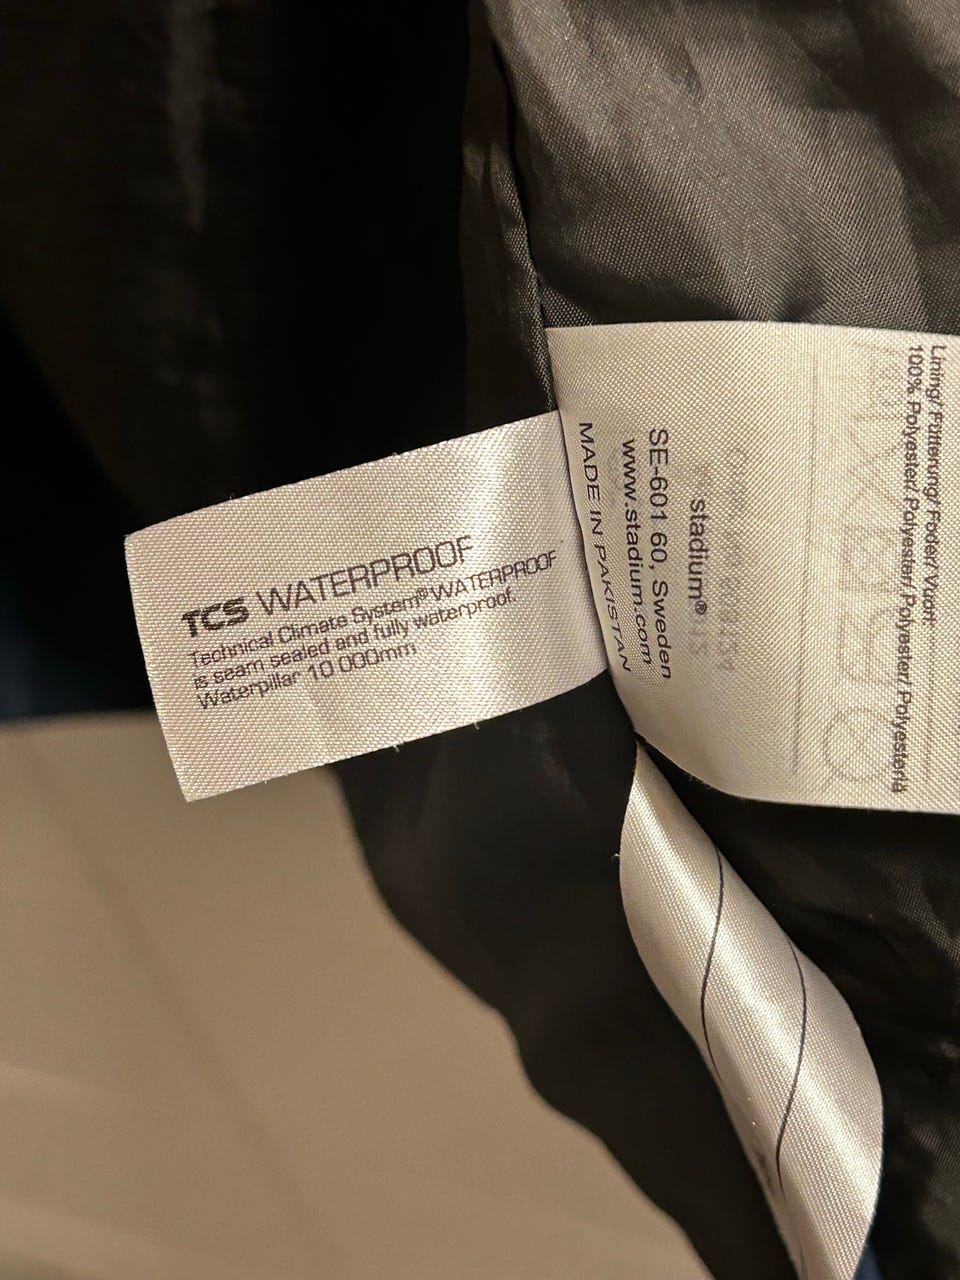 TCS WATERPROOF
Technical Climate System® WATERPROOF
is seam sealed and fully waterproof.
Waterpillar 10 000mm
Lining/ Fütterung/ Foder/ Vuori:
100% Polyester/ Polyester/ Polyester/ Polyesteriä
stadium®
SE-601 60, Sweden
www.stadium.com
MADE IN PAKISTAN